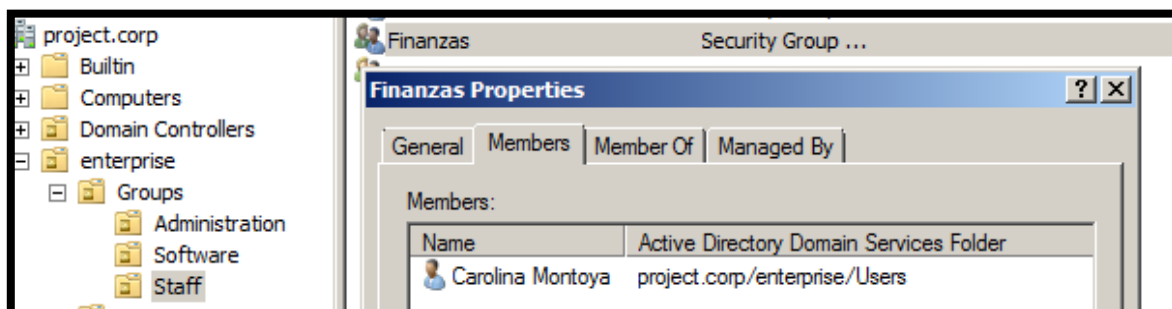 project.corp
Builtin
Computers
Domain Controllers
enterprise
Groups
Administration
Software
Staff
Finanzas Security Group ...
Finanzas Properties
General Members Member Of Managed By
Members:
Name Active Directory Domain Services Folder
Carolina Montoya project.corp/enterprise/Users